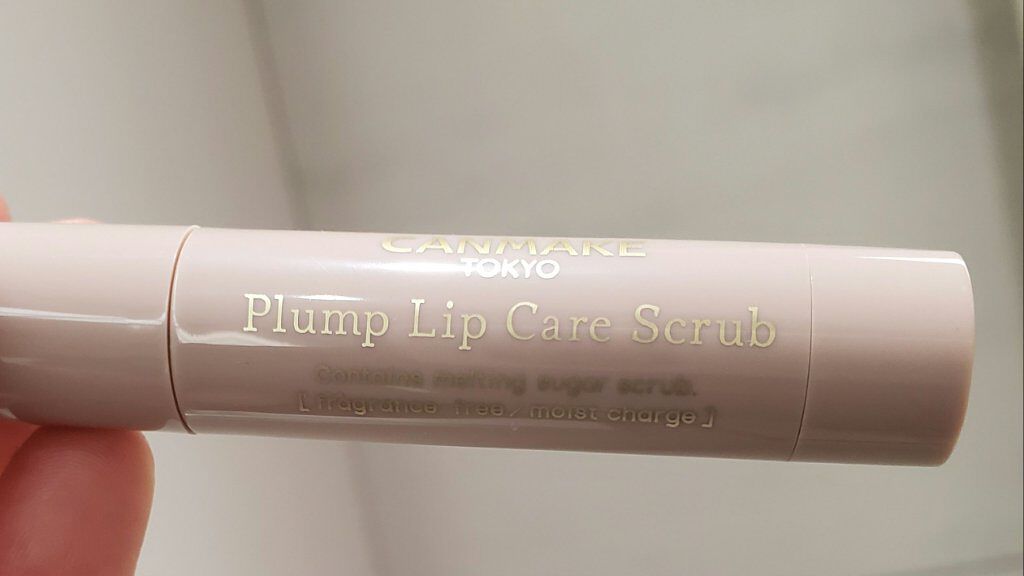 CANMAKE
TOKYO
Plump Lip Care Scrub
Contains melting sugar scrub.
[ fragrance free / moist charge ]